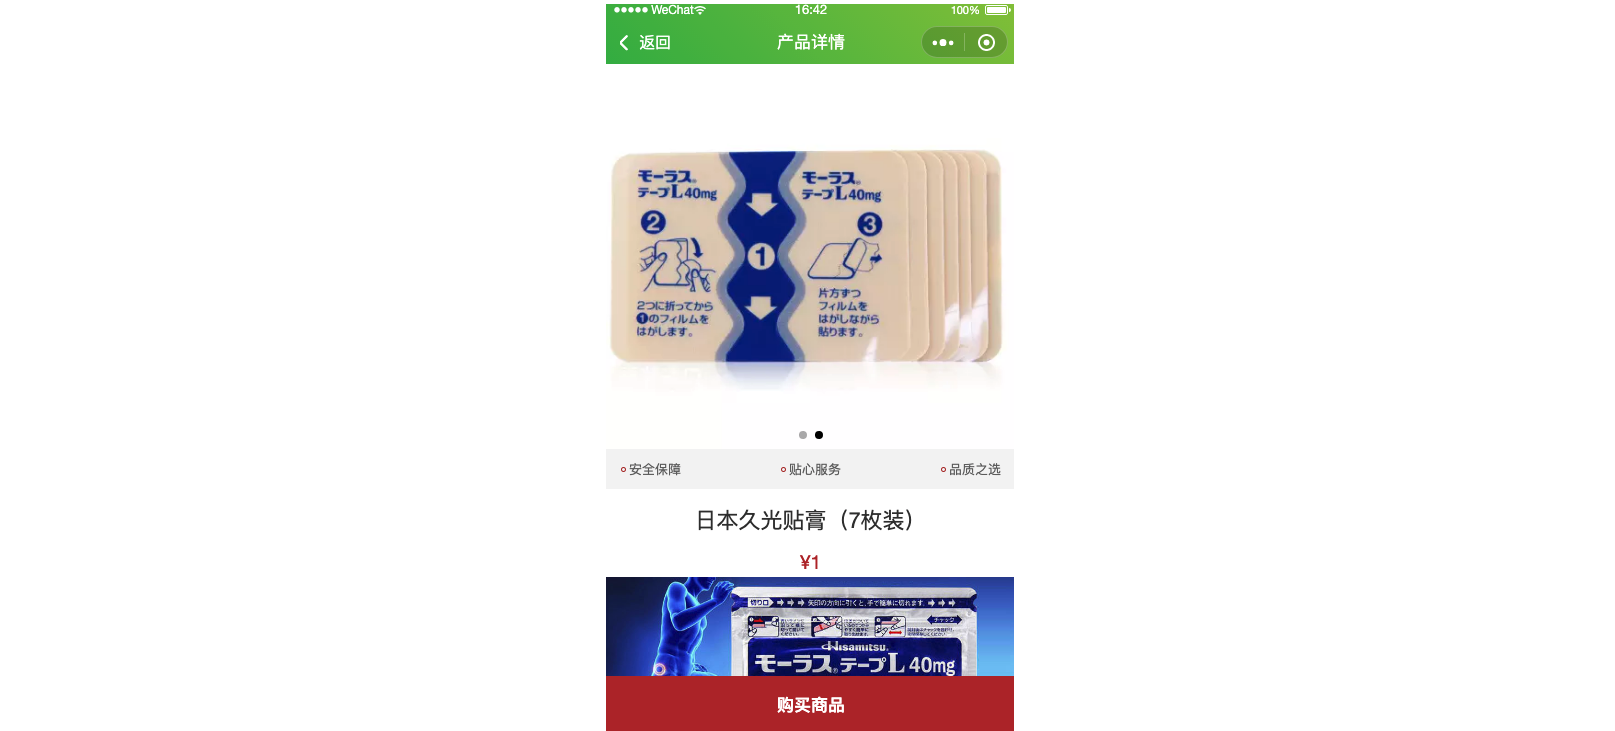 WeChat 16:42 100%
返回 产品详情
モーラス®
テープL40mg
モーラス®
テープL40mg
2
3
1
2つに折ってから
❶のフィルムを
はがします。
片方ずつ
フィルムを
はがしながら
貼ります。
安全保障 贴心服务 品质之选
日本久光贴膏（7枚装）
¥1
切り口 矢印の方向に引くと、手で簡単に切れます。
チャック
Hisamitsu®
モーラス®テープL 40mg
购买商品